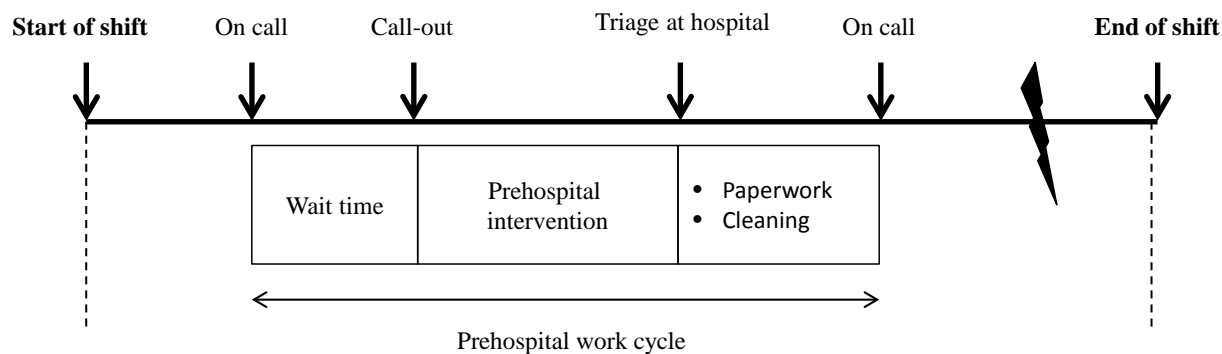 Start of shift
On call
Call-out
Triage at hospital
On call
End of shift
Wait time
Prehospital
intervention
• Paperwork
• Cleaning
Prehospital work cycle